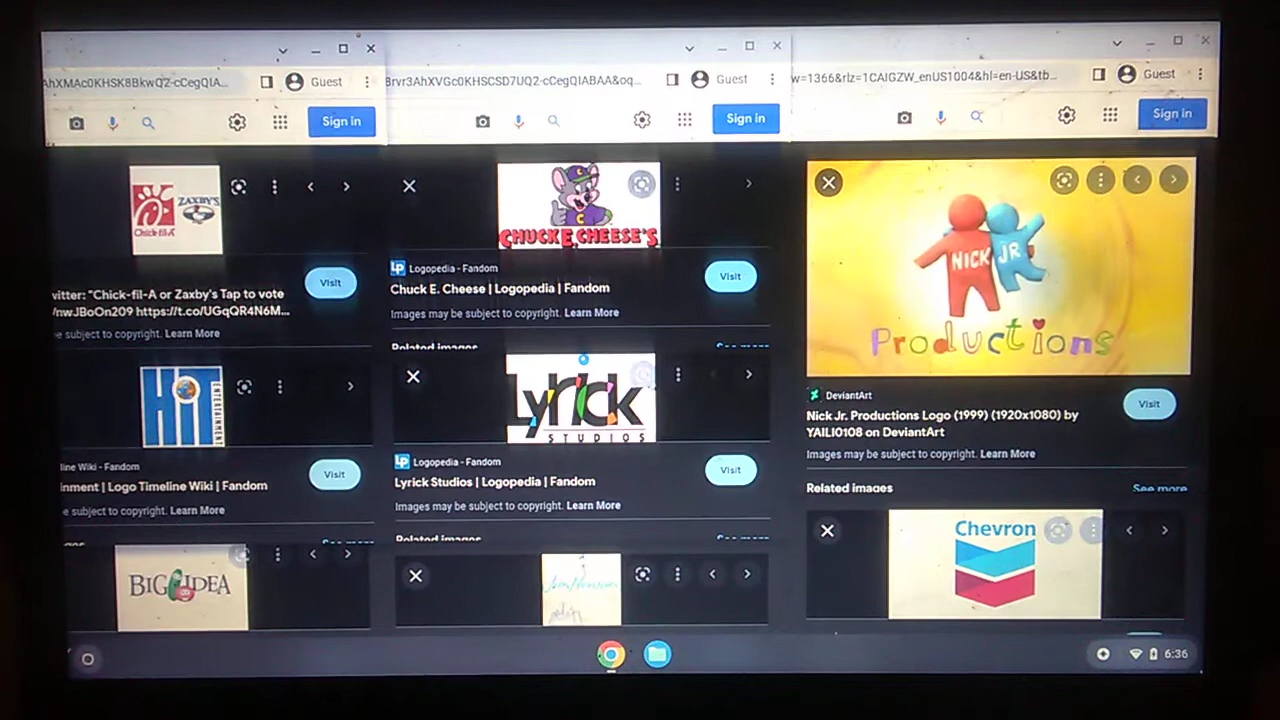 AhXMAc0KHSK8BkwQ2-cCegQIA...
Guest
Sign in
Chick-fil-A
ZAXBY'S
Visit
witter: "Chick-fil-A or Zaxby's Tap to vote
/nwJBoOn209 https://t.co/UGqQR4N6M...
e subject to copyright. Learn More
HiT
ENTERTAINMENT
line Wiki - Fandom
Visit
inment | Logo Timeline Wiki | Fandom
e subject to copyright. Learn More
See more
BIG IDEA
Brvr3AhXVGc0KHSCSD7UQ2-cCegQIABAA&oq...
Guest
Sign in
CHUCK E. CHEESE'S
Logopedia - Fandom
Chuck E. Cheese | Logopedia | Fandom
Visit
Images may be subject to copyright. Learn More
Related images
See more
Lyrick
STUDIOS
Logopedia - Fandom
Lyrick Studios | Logopedia | Fandom
Visit
Images may be subject to copyright. Learn More
Related images
w=1366&rlz=1CAIGZW_enUS1004&hl=en-US&tb...
Guest
Sign in
NICK JR
Productions
DeviantArt
Nick Jr. Productions Logo (1999) (1920x1080) by
YAILI0108 on DeviantArt
Visit
Images may be subject to copyright. Learn More
Related images
See more
Chevron
6:36